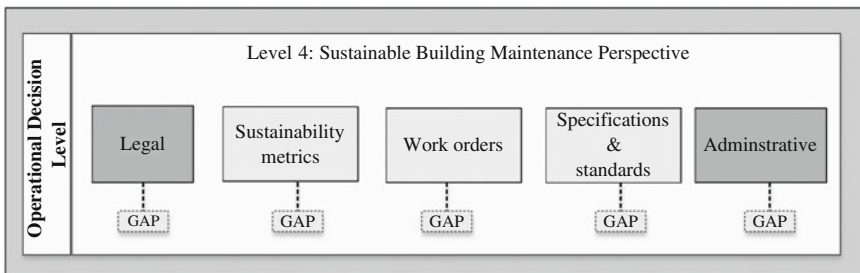 Operational Decision
Level
Level 4: Sustainable Building Maintenance Perspective
Legal
Sustainability
metrics
Work orders
Specifications
&
standards
Adminstrative
GAP
GAP
GAP
GAP
GAP